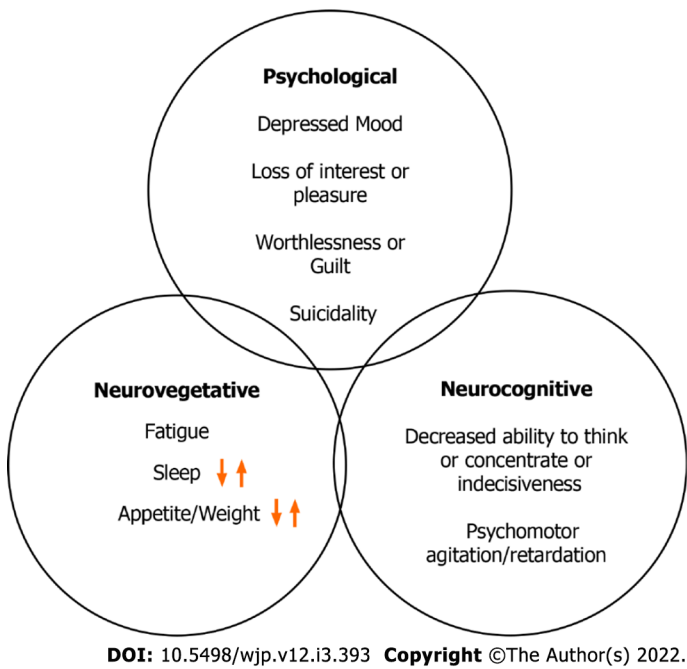 Psychological
Depressed Mood
Loss of interest or
pleasure
Worthlessness or
Guilt
Suicidality
Neurovegetative
Fatigue
Sleep
Appetite/Weight
Neurocognitive
Decreased ability to think
or concentrate or
indecisiveness
Psychomotor
agitation/retardation
DOI: 10.5498/wjp.v12.i3.393 Copyright ©The Author(s) 2022.